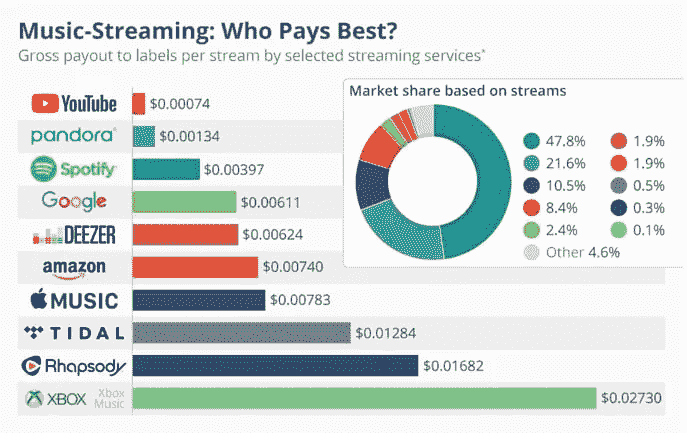 Music-Streaming: Who Pays Best?
Gross payout to labels per stream by selected streaming services*
YouTube $0.00074
pandora $0.00134
Spotify $0.00397
Google $0.00611
DEEZER $0.00624
amazon $0.00740
MUSIC $0.00783
TIDAL $0.01284
Rhapsody $0.01682
XBOX Xbox Music $0.02730
Market share based on streams
47.8% 1.9%
21.6% 1.9%
10.5% 0.5%
8.4% 0.3%
2.4% 0.1%
Other 4.6%